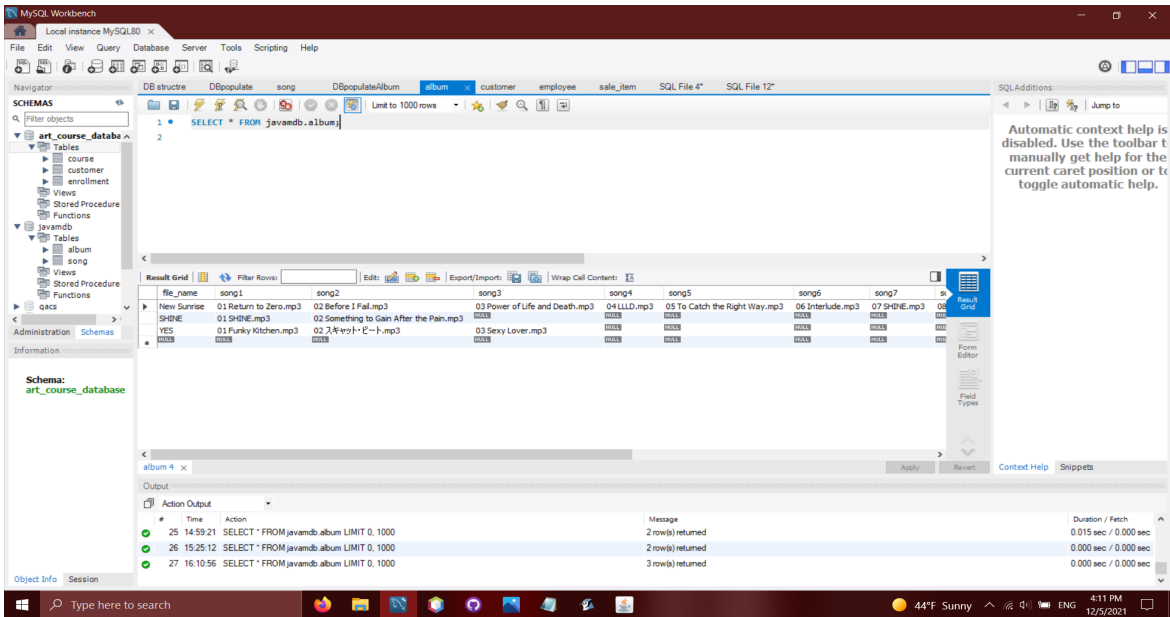 MySQL Workbench
Local instance MySQL80
File Edit View Query Database Server Tools Scripting Help
Navigator
SCHEMAS
Filter objects
art_course_databa
Tables
course
customer
enrollment
Views
Stored Procedure
Functions
javamdb
Tables
album
song
Views
Stored Procedure
Functions
qacs
Administration Schemas
Information
Schema:
art_course_database
Object Info Session
DB structre DBpopulate song DBpopulateAlbum album customer employee sale_item SQL File 4* SQL File 12*
Limit to 1000 rows
1 SELECT * FROM javamdb.album;
2
Result Grid Filter Rows: Edit: Export/Import: Wrap Cell Content:
file_name song1 song2 song3 song4 song5 song6 song7
New Sunrise 01 Return to Zero.mp3 02 Before I Fail.mp3 03 Power of Life and Death.mp3 04 LLLD.mp3 05 To Catch the Right Way.mp3 06 Interlude.mp3 07 SHINE.mp3 08
SHINE 01 SHINE.mp3 02 Something to Gain After the Pain.mp3 NULL NULL NULL NULL NULL
YES 01 Funky Kitchen.mp3 02 スキャット・ビート.mp3 03 Sexy Lover.mp3 NULL NULL NULL NULL
NULL NULL NULL NULL NULL NULL NULL NULL
Result Grid
Form Editor
Field Types
album 4
Apply Revert
Output
Action Output
# Time Action Message Duration / Fetch
25 14:59:21 SELECT * FROM javamdb.album LIMIT 0, 1000 2 row(s) returned 0.015 sec / 0.000 sec
26 15:25:12 SELECT * FROM javamdb.album LIMIT 0, 1000 2 row(s) returned 0.000 sec / 0.000 sec
27 16:10:56 SELECT * FROM javamdb.album LIMIT 0, 1000 3 row(s) returned 0.000 sec / 0.000 sec
SQLAdditions
Jump to
Automatic context help is
disabled. Use the toolbar t
manually get help for the
current caret position or to
toggle automatic help.
Context Help Snippets
Type here to search
44°F Sunny ENG 4:11 PM
12/5/2021